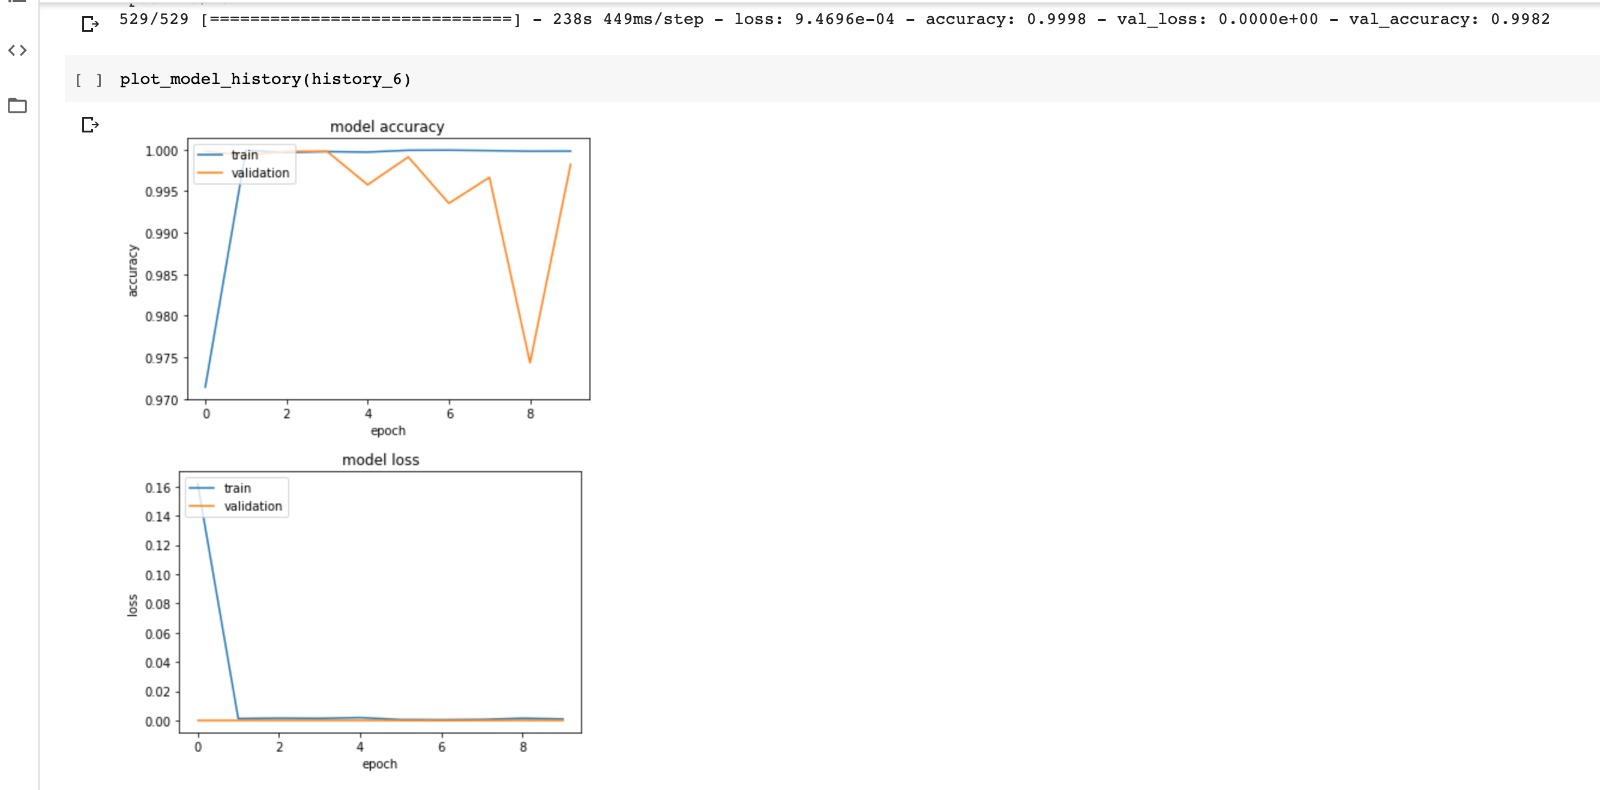 529/529 [==============================] - 238s 449ms/step - loss: 9.4696e-04 - accuracy: 0.9998 - val_loss: 0.0000e+00 - val_accuracy: 0.9982
[ ] plot_model_history(history_6)
model accuracy
1.000
0.995
0.990
0.985
0.980
0.975
0.970
accuracy
train
validation
0 2 4 6 8
epoch
model loss
0.16
0.14
0.12
0.10
0.08
0.06
0.04
0.02
0.00
loss
train
validation
0 2 4 6 8
epoch